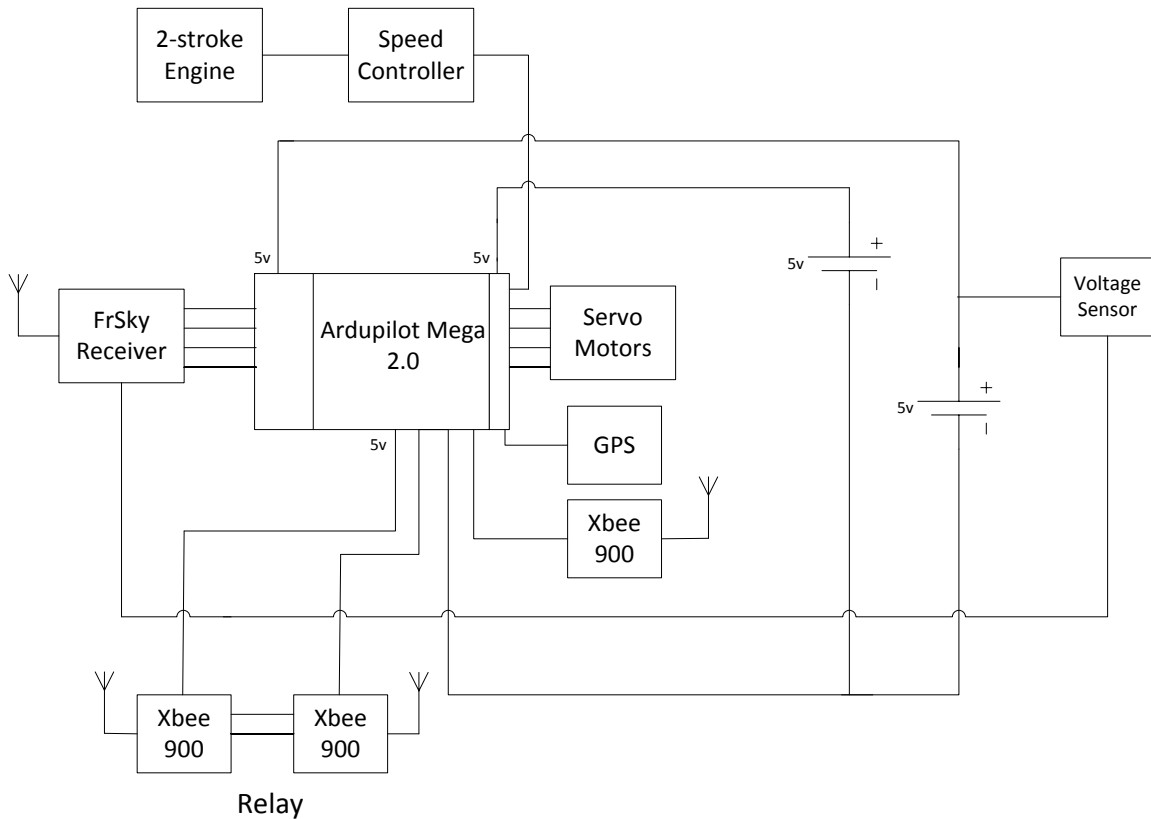 2-stroke
Engine
Speed
Controller
5v
5v
+
5v
−
Voltage
Sensor
FrSky
Receiver
Ardupilot Mega
2.0
Servo
Motors
+
5v
−
5v
GPS
Xbee
900
Xbee
900
Xbee
900
Relay